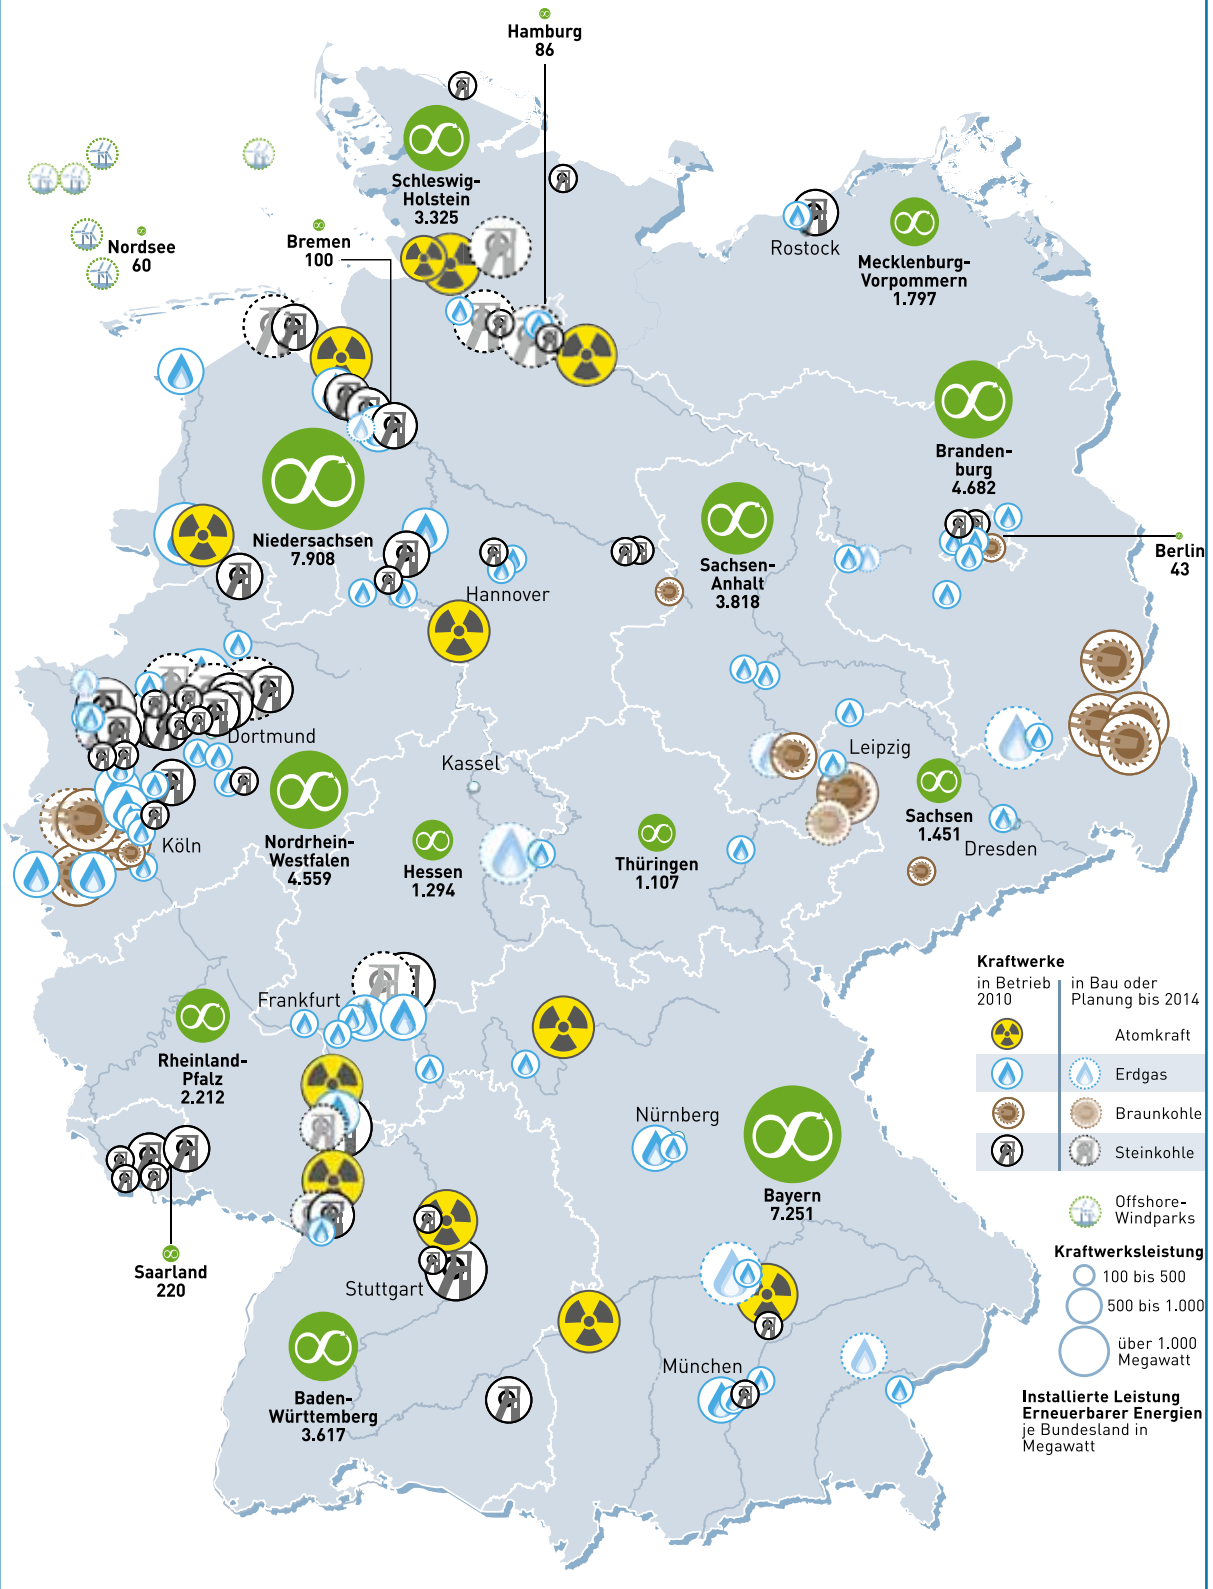 Hamburg
86
Schleswig-
Holstein
3.325
Nordsee
60
Bremen
100
Rostock
Mecklenburg-
Vorpommern
1.797
Branden-
burg
4.682
Niedersachsen
7.908
Sachsen-
Anhalt
3.818
Berlin
43
Hannover
Dortmund
Kassel
Leipzig
Nordrhein-
Westfalen
4.559
Köln
Hessen
1.294
Thüringen
1.107
Sachsen
1.451
Dresden
Frankfurt
Rheinland-
Pfalz
2.212
Nürnberg
Bayern
7.251
Saarland
220
Stuttgart
München
Baden-
Württemberg
3.617
Kraftwerke
in Betrieb
2010
in Bau oder
Planung bis 2014
Atomkraft
Erdgas
Braunkohle
Steinkohle
Offshore-
Windparks
Kraftwerksleistung
100 bis 500
500 bis 1.000
über 1.000
Megawatt
Installierte Leistung
Erneuerbarer Energien
je Bundesland in
Megawatt